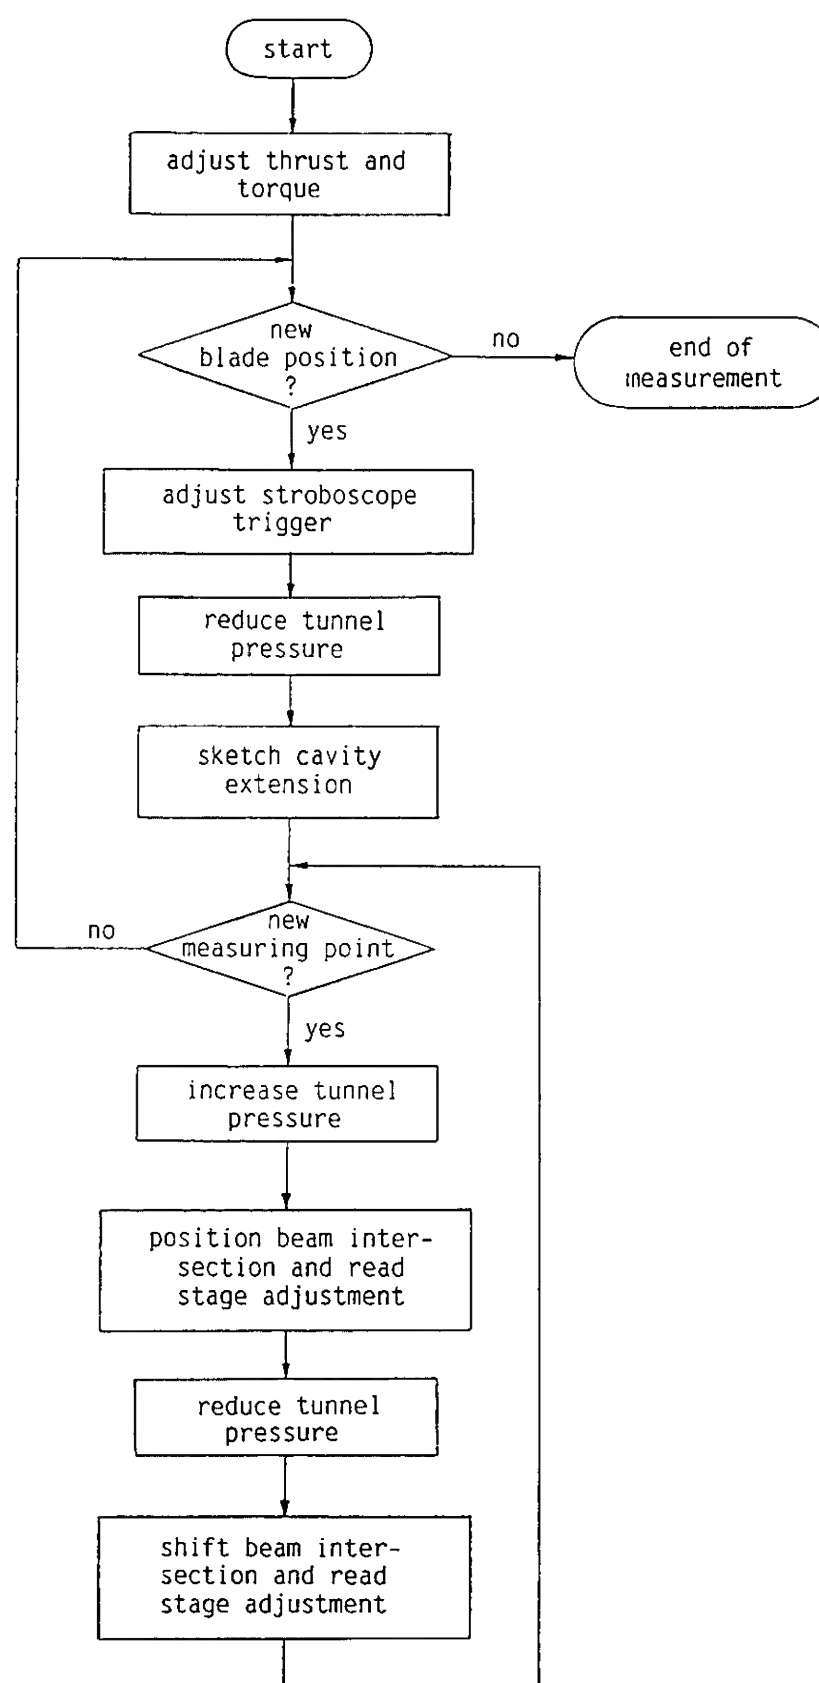 start
adjust thrust and
torque
new
blade position
?
no
end of
measurement
yes
adjust stroboscope
trigger
reduce tunnel
pressure
sketch cavity
extension
no
new
measuring point
?
yes
increase tunnel
pressure
position beam inter-
section and read
stage adjustment
reduce tunnel
pressure
shift beam inter-
section and read
stage adjustment